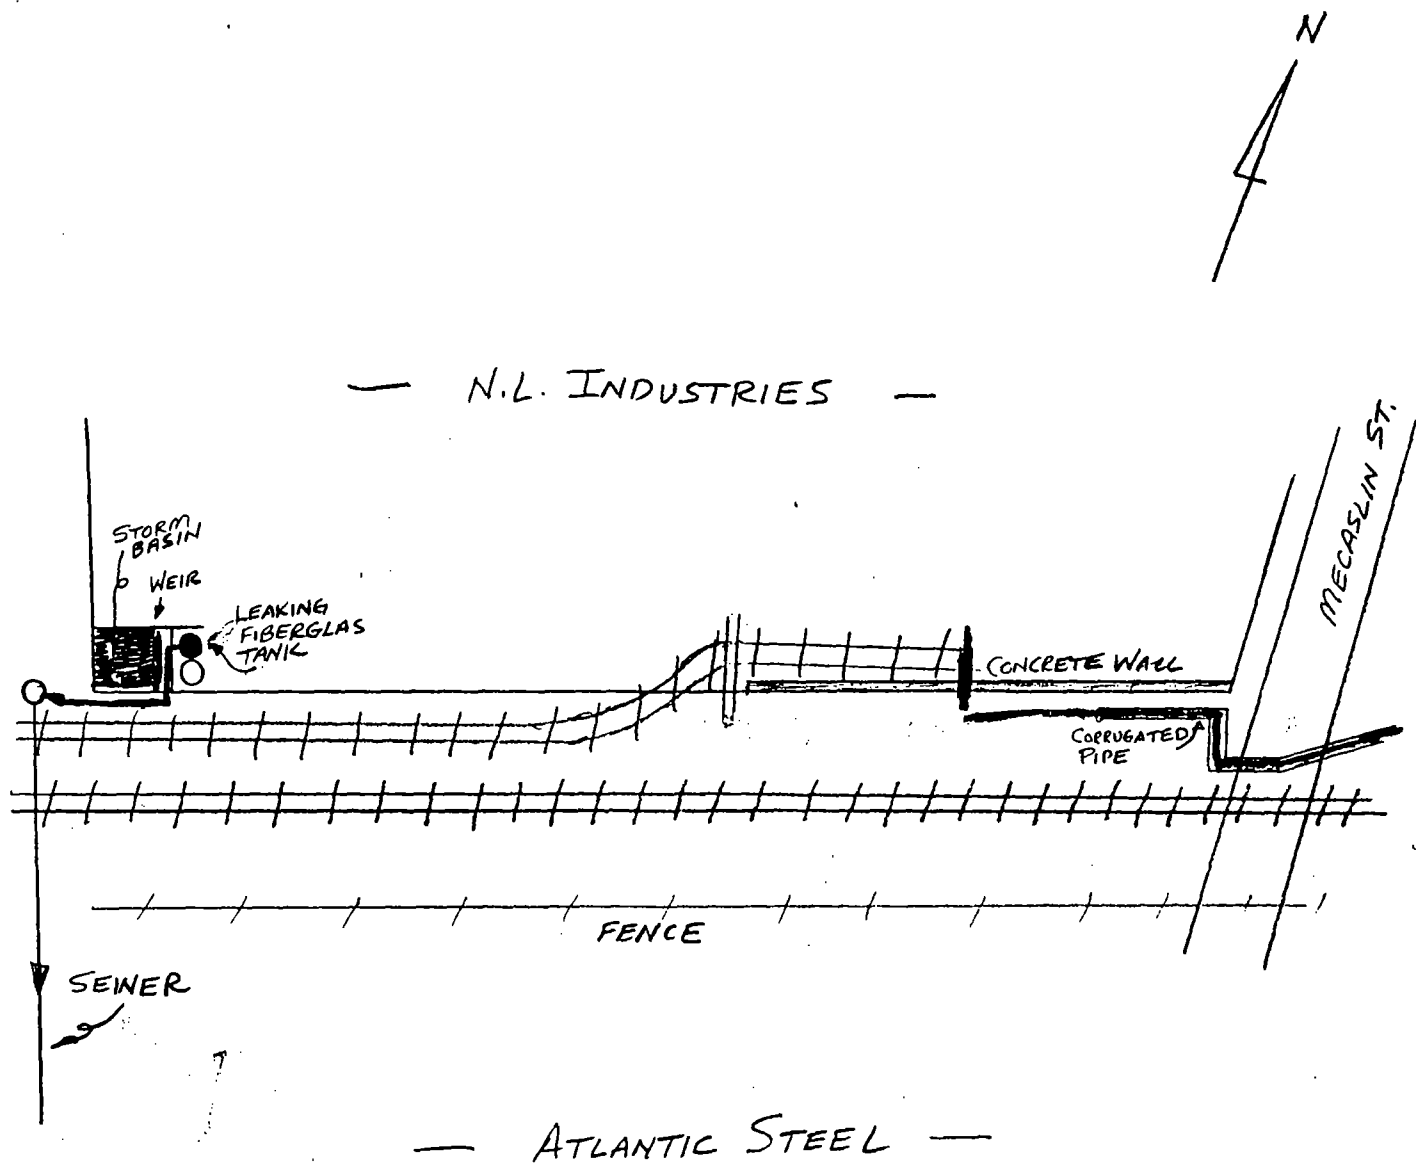 N
— N.L. INDUSTRIES —
MECASLIN ST.
STORM
BASIN
WEIR
LEAKING
FIBERGLAS
TANK
CONCRETE WALL
CORRUGATED
PIPE
FENCE
SEWER
— ATLANTIC STEEL —